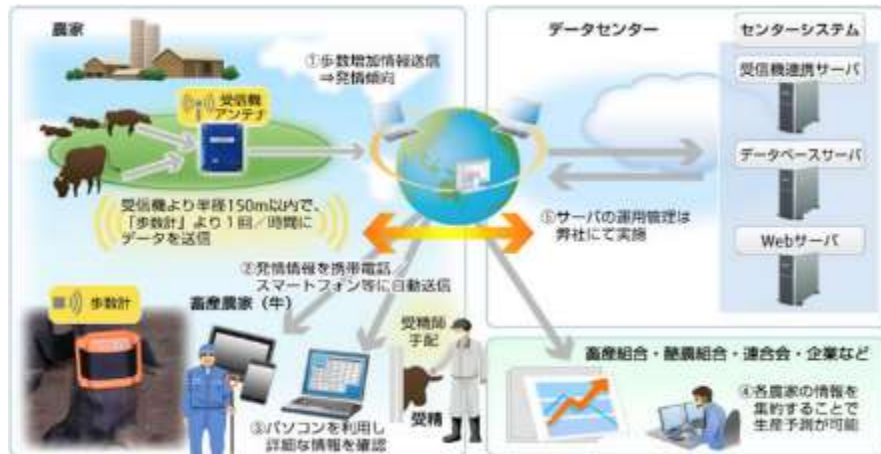 農家
①歩数増加情報送信
⇒発情傾向
受信機
アンテナ
受信機より半径150m以内で、
「歩数計」より1回／時間に
データを送信
②発情情報を携帯電話
スマートフォン等に自動送信
歩数計
畜産農家（牛）
受精師
手配
受精
③パソコンを利用し
詳細な情報を確認
データセンター
センターシステム
受信機連携サーバ
データベースサーバ
Webサーバ
⑤サーバの運用管理は
弊社にて実施
畜産組合・酪農組合・連合会・企業など
④各農家の情報を
集約することで
生産予測が可能